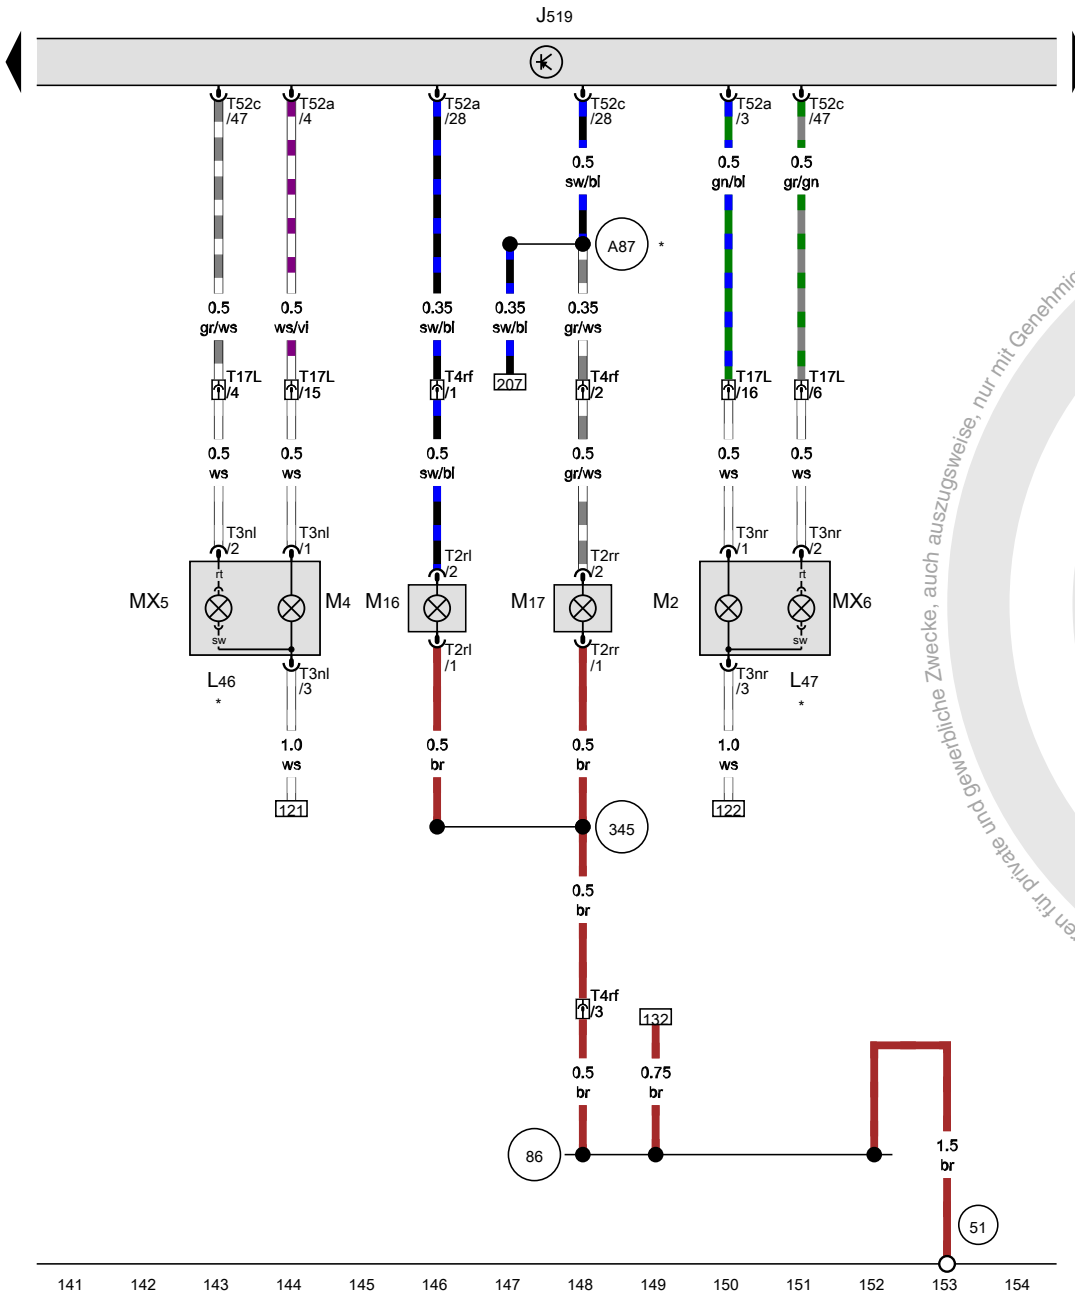 J519
T52c
/47
T52a
/4
T52a
/28
T52c
/28
T52a
/3
T52c
/47
0.5
sw/bl
0.5
gn/bl
0.5
gr/gn
A87
*
0.5
gr/ws
0.5
ws/vi
0.35
sw/bl
0.35
sw/bl
0.35
gr/ws
T17L
/4
T17L
/15
T4rf
/1
207
T4rf
/2
T17L
/16
T17L
/6
0.5
ws
0.5
ws
0.5
sw/bl
0.5
gr/ws
0.5
ws
0.5
ws
T3nl
/2
T3nl
/1
T2rl
/2
T2rr
/2
T3nr
/1
T3nr
/2
rt
rt
MX5
M4
M16
M17
M2
MX6
sw
sw
T3nl
/3
T2rl
/1
T2rr
/1
T3nr
/3
L46
*
L47
*
1.0
ws
0.5
br
0.5
br
1.0
ws
121
122
345
0.5
br
T4rf
/3
132
0.5
br
0.75
br
86
1.5
br
51
141 142 143 144 145 146 147 148 149 150 151 152 153 154
für private und gewerbliche Zwecke, auch auszugsweise, nur mit